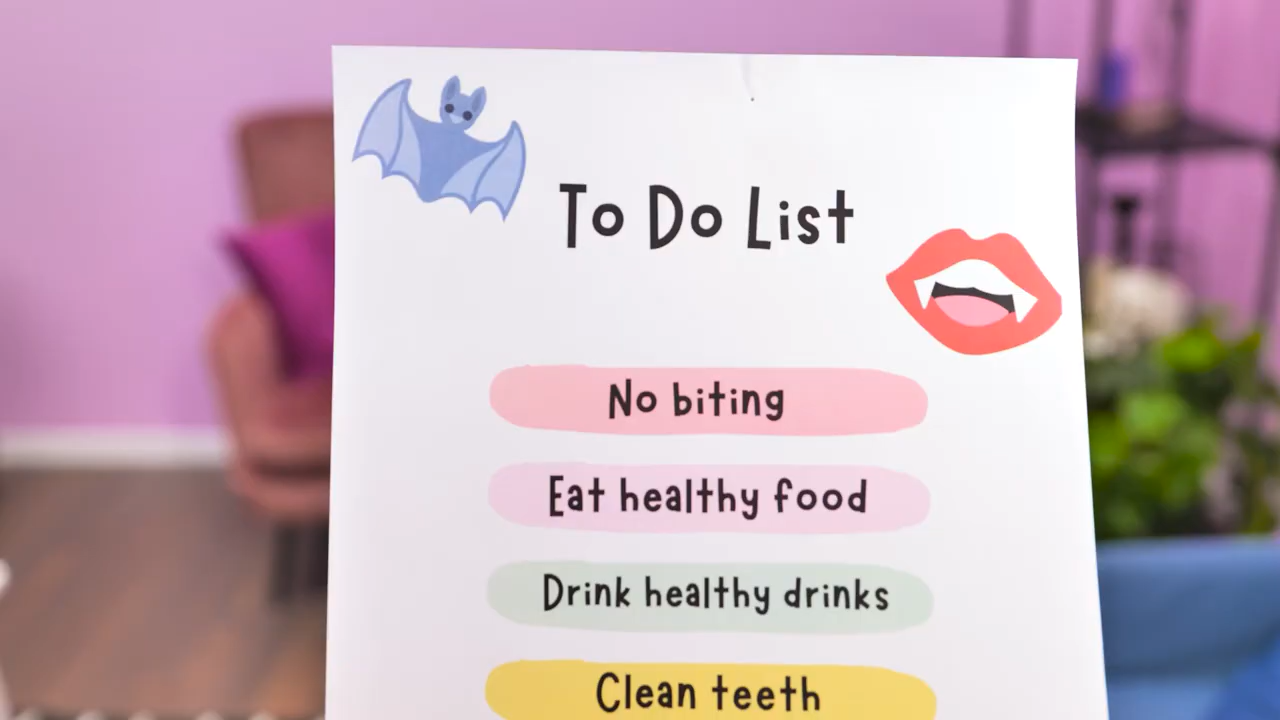 To Do List
No biting
Eat healthy food
Drink healthy drinks
Clean teeth